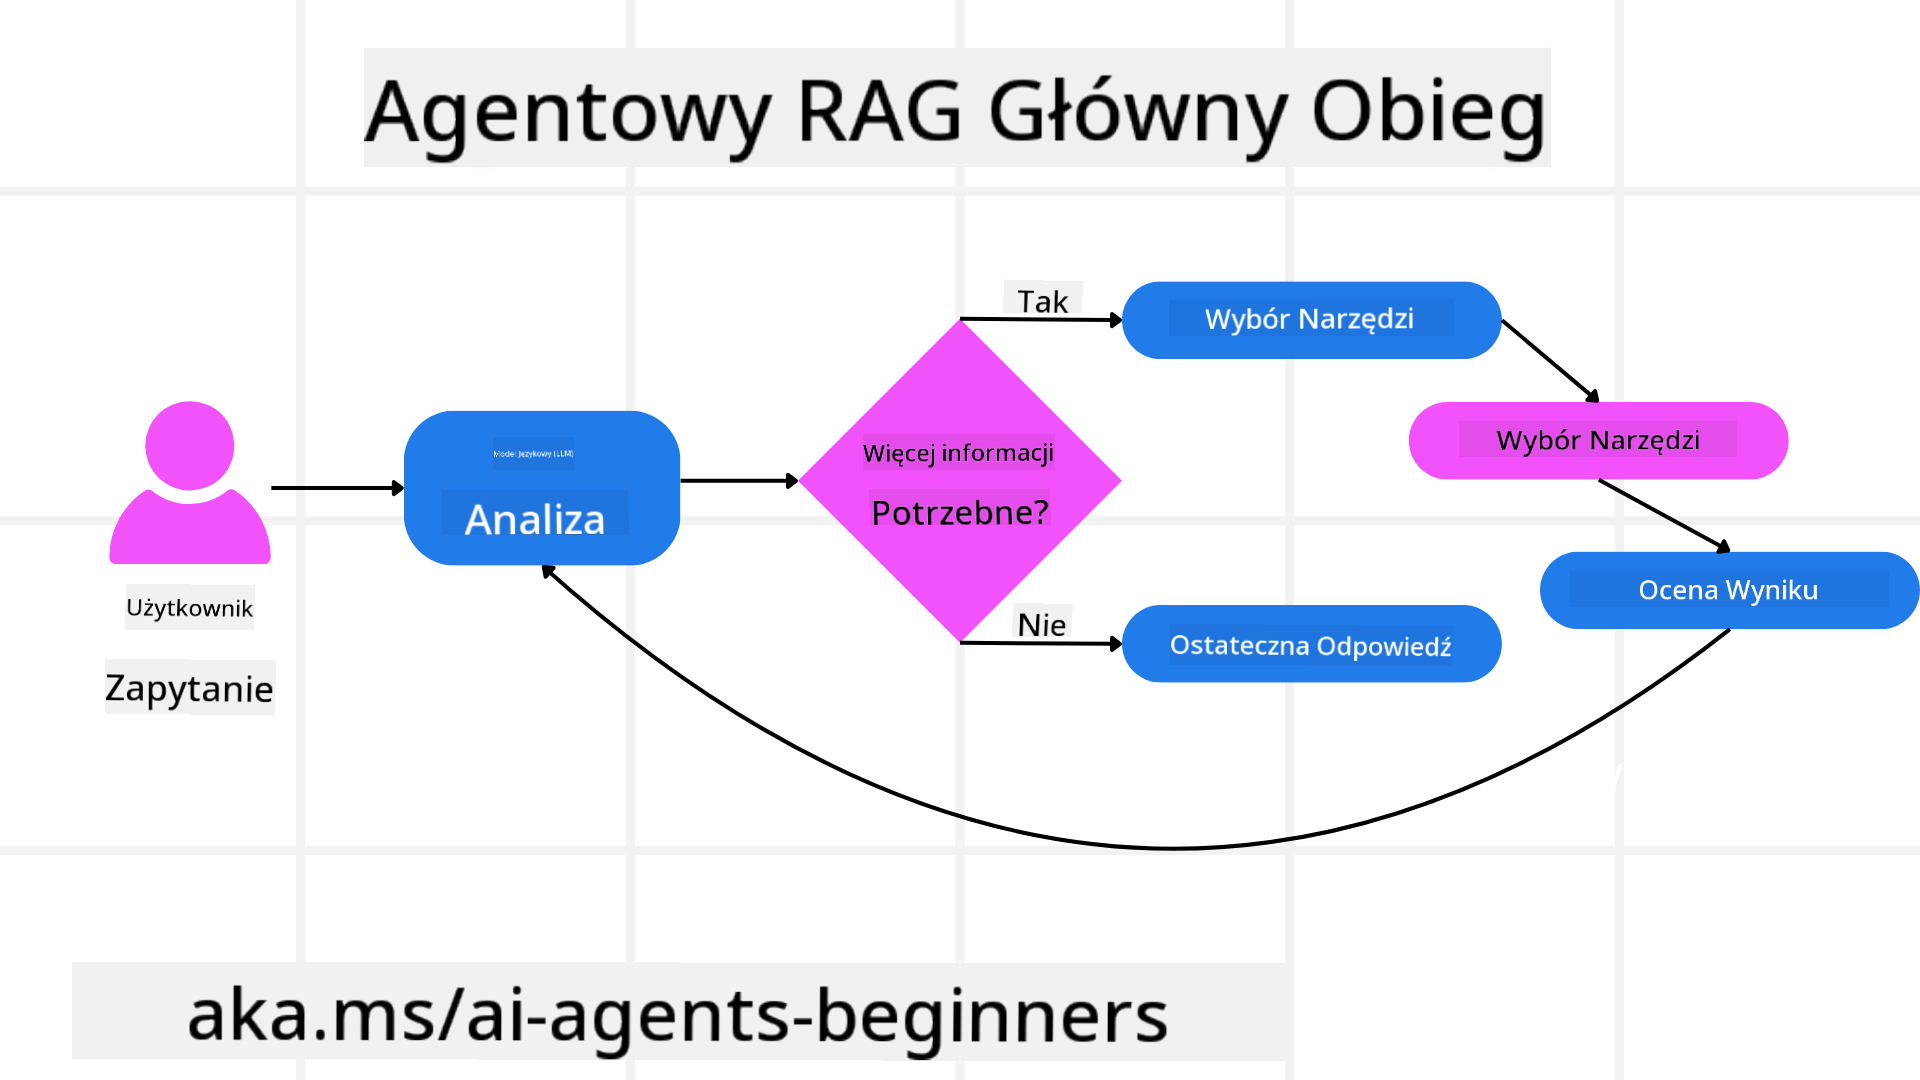 Agentowy RAG Główny Obieg
Tak
Wybór Narzędzi
Wybór Narzędzi
Model Językowy (LLM)
Analiza
Więcej informacji
Potrzebne?
Ocena Wyniku
Użytkownik
Zapytanie
Nie
Ostateczna Odpowiedź
aka.ms/ai-agents-beginners